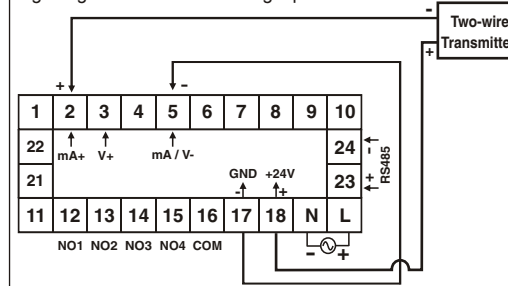 -
Two-wire
+ Transmitte
+ -
1 2 3 4 5 6 7 8 9 10
22 mA+ V+ mA / V- 24 -
RS485
21 GND +24V 23 +
- +
11 12 13 14 15 16 17 18 N L
NO1 NO2 NO3 NO4 COM - +